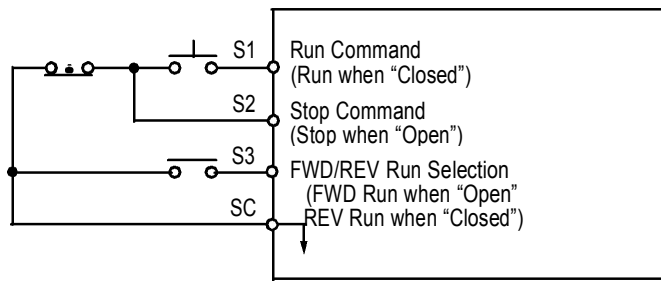 S1 Run Command
(Run when “Closed”)
S2 Stop Command
(Stop when “Open”)
S3 FWD/REV Run Selection
(FWD Run when “Open”
SC REV Run when “Closed”)